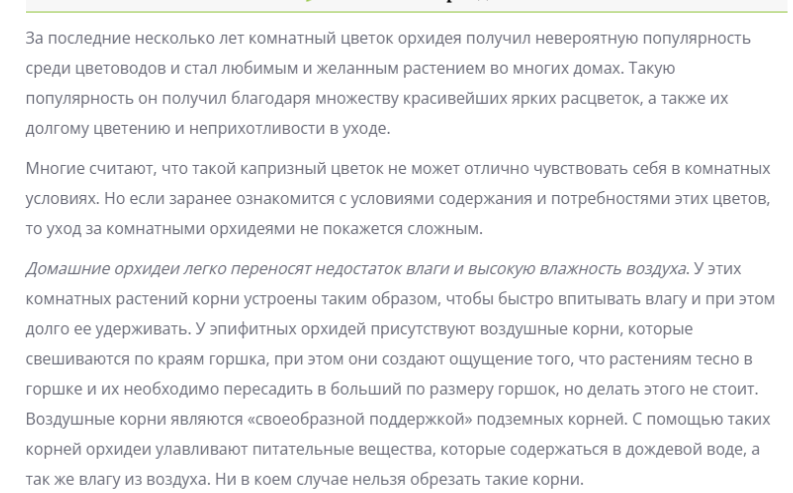 За последние несколько лет комнатный цветок орхидея получил невероятную популярность
среди цветоводов и стал любимым и желанным растением во многих домах. Такую
популярность он получил благодаря множеству красивейших ярких расцветок, а также их
долгому цветению и неприхотливости в уходе.
Многие считают, что такой капризный цветок не может отлично чувствовать себя в комнатных
условиях. Но если заранее ознакомится с условиями содержания и потребностями этих цветов,
то уход за комнатными орхидеями не покажется сложным.
Домашние орхидеи легко переносят недостаток влаги и высокую влажность воздуха. У этих
комнатных растений корни устроены таким образом, чтобы быстро впитывать влагу и при этом
долго ее удерживать. У эпифитных орхидей присутствуют воздушные корни, которые
свешиваются по краям горшка, при этом они создают ощущение того, что растениям тесно в
горшке и их необходимо пересадить в больший по размеру горшок, но делать этого не стоит.
Воздушные корни являются «своеобразной поддержкой» подземных корней. С помощью таких
корней орхидеи улавливают питательные вещества, которые содержаться в дождевой воде, а
так же влагу из воздуха. Ни в коем случае нельзя обрезать такие корни.